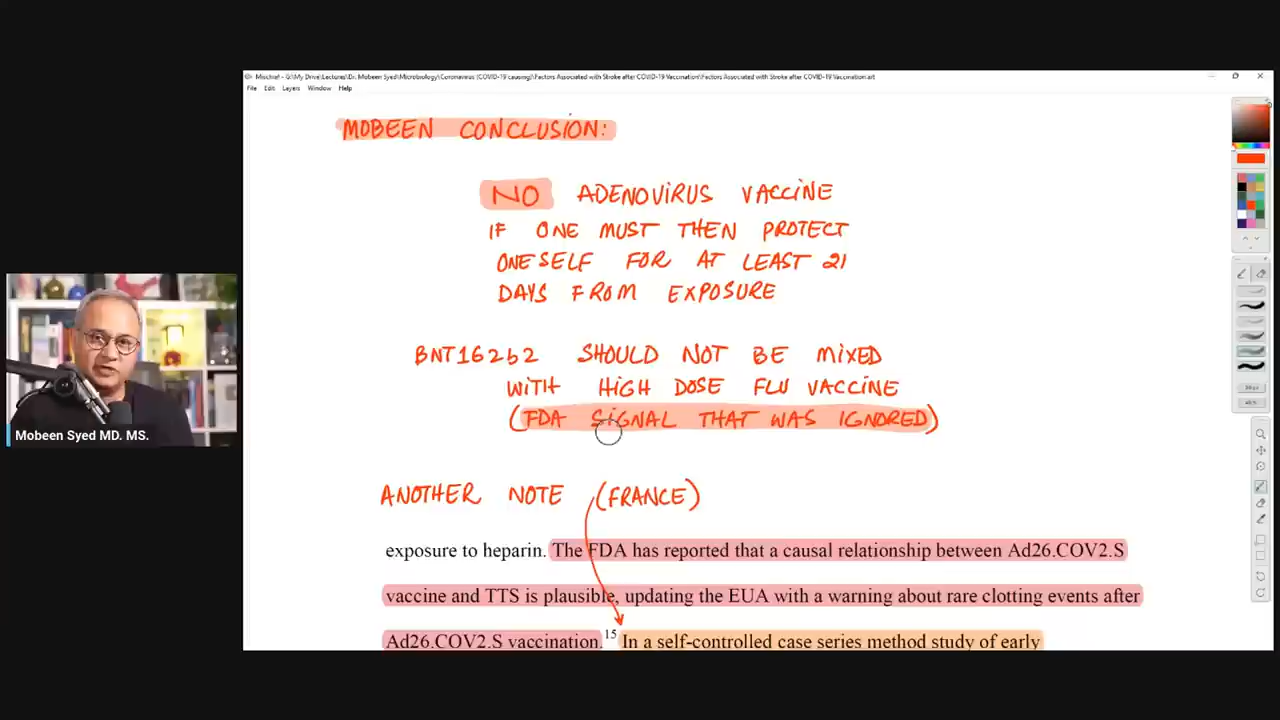 Mischief - G:\My Drive\Lectures\Dr. Mobeen Syed\Microbiology\Coronavirus (COVID-19 causing)\Factors Associated with Stroke after COVID-19 Vaccination\Factors Associated with Stroke after COVID-19 Vaccination.art
File Edit Layers Window Help
MOBEEN CONCLUSION:
NO ADENOVIRUS VACCINE
IF ONE MUST THEN PROTECT
ONESELF FOR AT LEAST 21
DAYS FROM EXPOSURE
BNT162b2 SHOULD NOT BE MIXED
WITH HIGH DOSE FLU VACCINE
(FDA SIGNAL THAT WAS IGNORED)
Mobeen Syed MD. MS.
ANOTHER NOTE (FRANCE)
exposure to heparin. The FDA has reported that a causal relationship between Ad26.COV2.S
vaccine and TTS is plausible, updating the EUA with a warning about rare clotting events after
Ad26.COV2.S vaccination.15 In a self-controlled case series method study of early